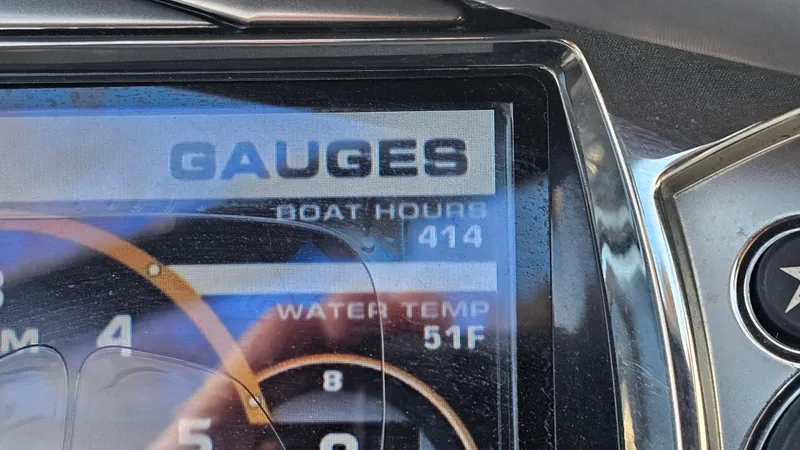 GAUGES
BOAT HOURS
414
WATER TEMP
51F
4
8
5